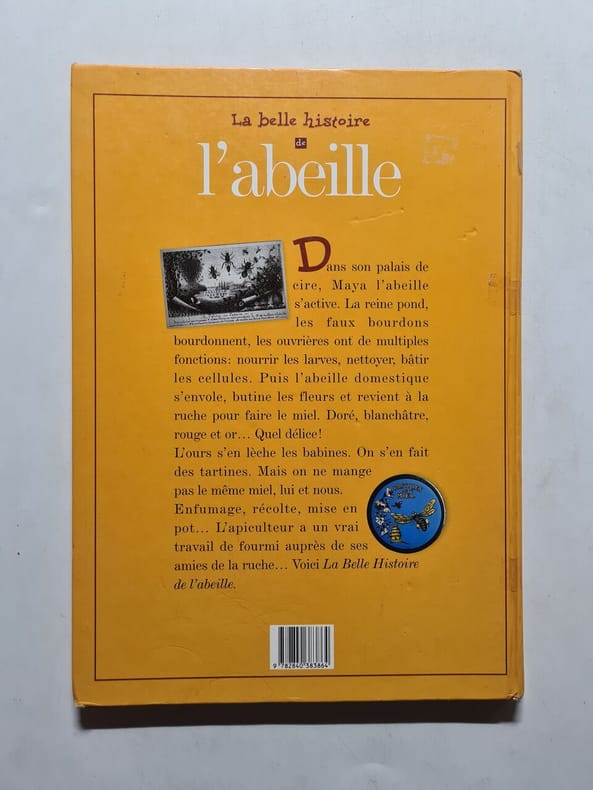 La belle histoire
de
l'abeille
Dans son palais de
cire, Maya l'abeille
s'active. La reine pond,
les faux bourdons
bourdonnent, les ouvrières ont de multiples
fonctions: nourrir les larves, nettoyer, bâtir
les cellules. Puis l'abeille domestique
s'envole, butine les fleurs et revient à la
ruche pour faire le miel. Doré, blanchâtre,
rouge et or... Quel délice!
L'ours s'en lèche les babines. On s'en fait
des tartines. Mais on ne mange
pas le même miel, lui et nous.
Enfumage, récolte, mise en
pot... L'apiculteur a un vrai
travail de fourmi auprès de ses
amies de la ruche... Voici La Belle Histoire
de l'abeille.
MIEL
9 782840 383864